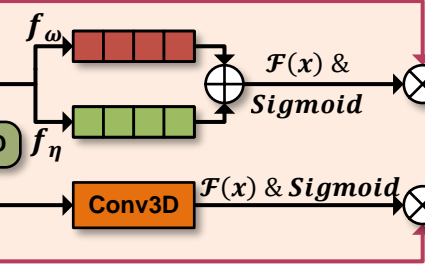 f_ω
𝓕(x) &
Sigmoid
D
f_η
𝓕(x) & Sigmoid
Conv3D